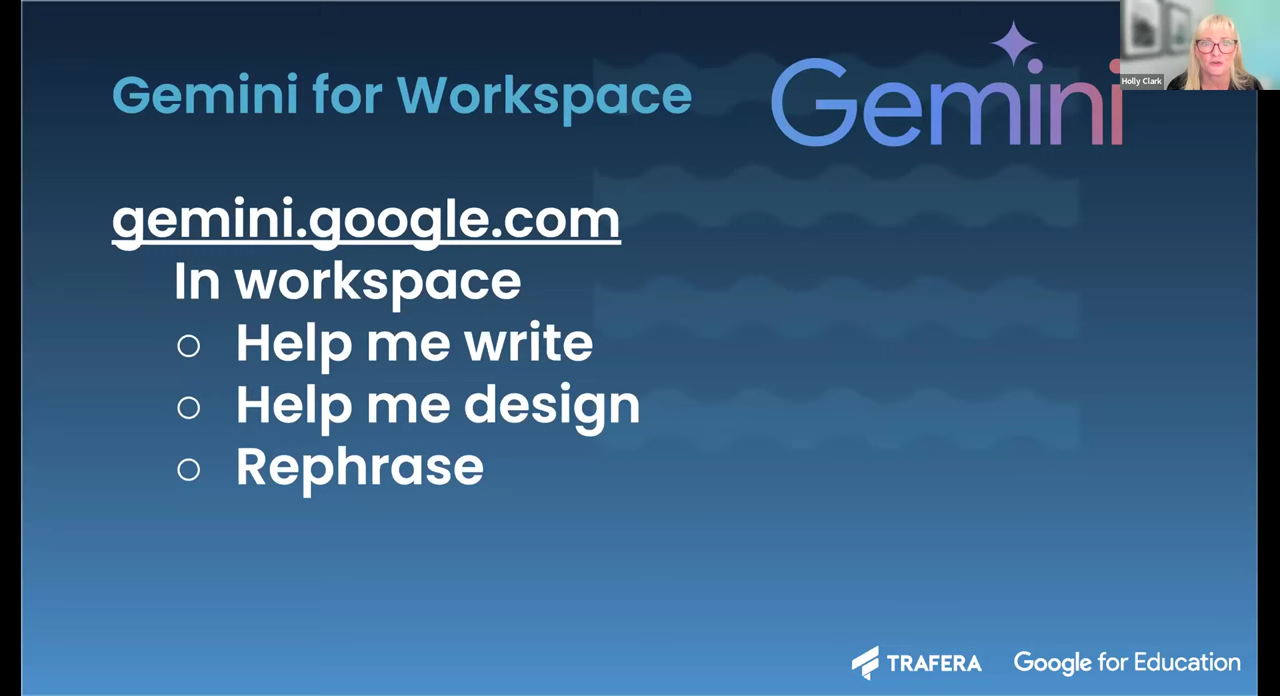 Gemini for Workspace
Gemini
Holly Clark
gemini.google.com
In workspace
○ Help me write
○ Help me design
○ Rephrase
TRAFERA
Google for Education